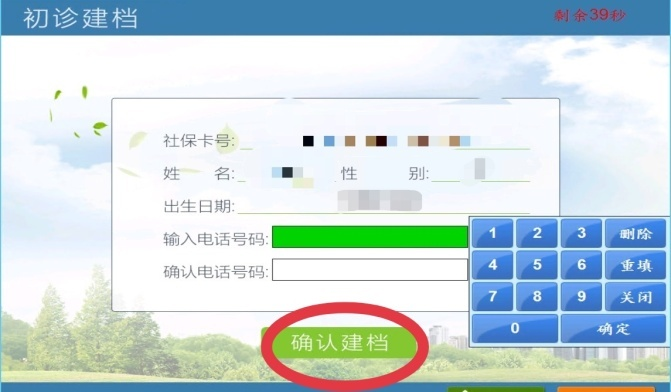 初诊建档
剩余39秒
社保卡号:
姓 名: 性 别:
出生日期:
输入电话号码:
确认电话号码:
1 2 3 删除
4 5 6 重填
7 8 9 关闭
0 确定
确认建档